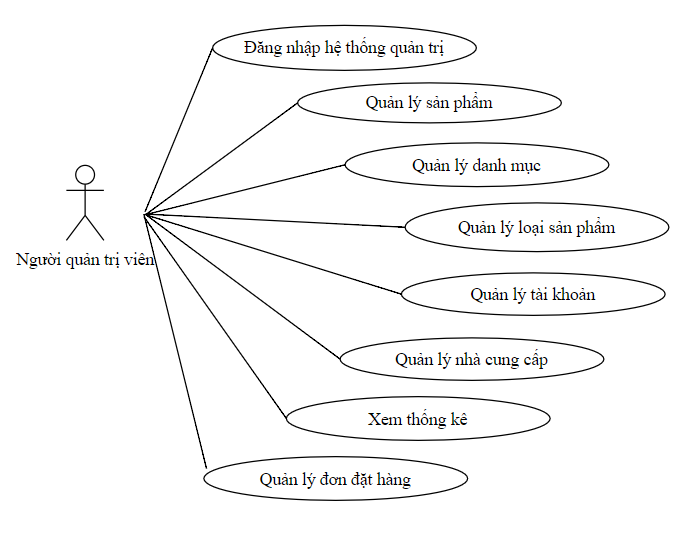 Đăng nhập hệ thống quản trị
Quản lý sản phẩm
Quản lý danh mục
Quản lý loại sản phẩm
Người quản trị viên
Quản lý tài khoản
Quản lý nhà cung cấp
Xem thống kê
Quản lý đơn đặt hàng